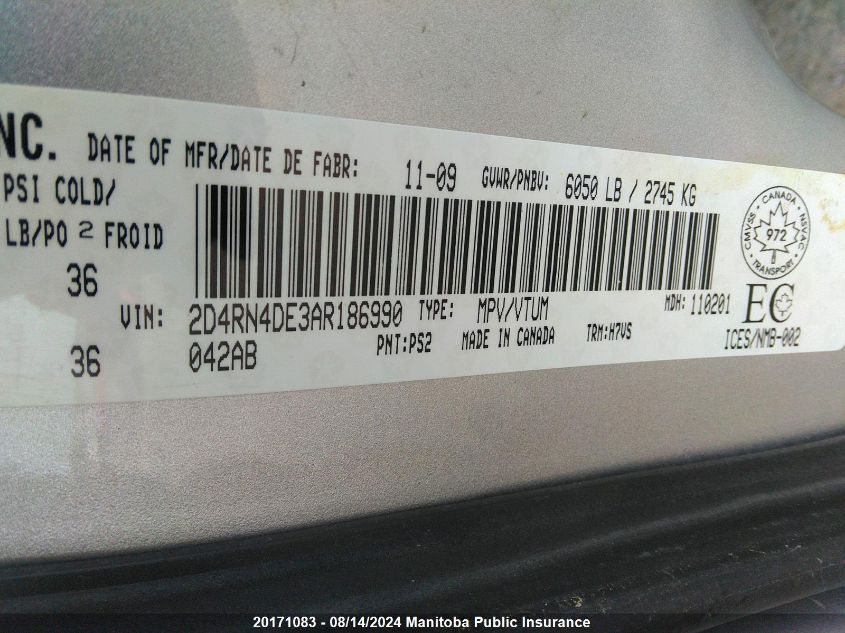 NC. DATE OF MFR/DATE DE FABR: 11-09 GVWR/PNBV: 6050 LB / 2745 KG
PSI COLD/
LB/PO 2 FROID
36
CANADA
CMVSS NSVAC
972
TRANSPORT
VIN: 2D4RN4DE3AR186990 TYPE: MPV/VTUM MDH: 110201
EC
36 042AB PNT:PS2 MADE IN CANADA TRM:H7VS ICES/NMB-002
20171083 - 08/14/2024 Manitoba Public Insurance